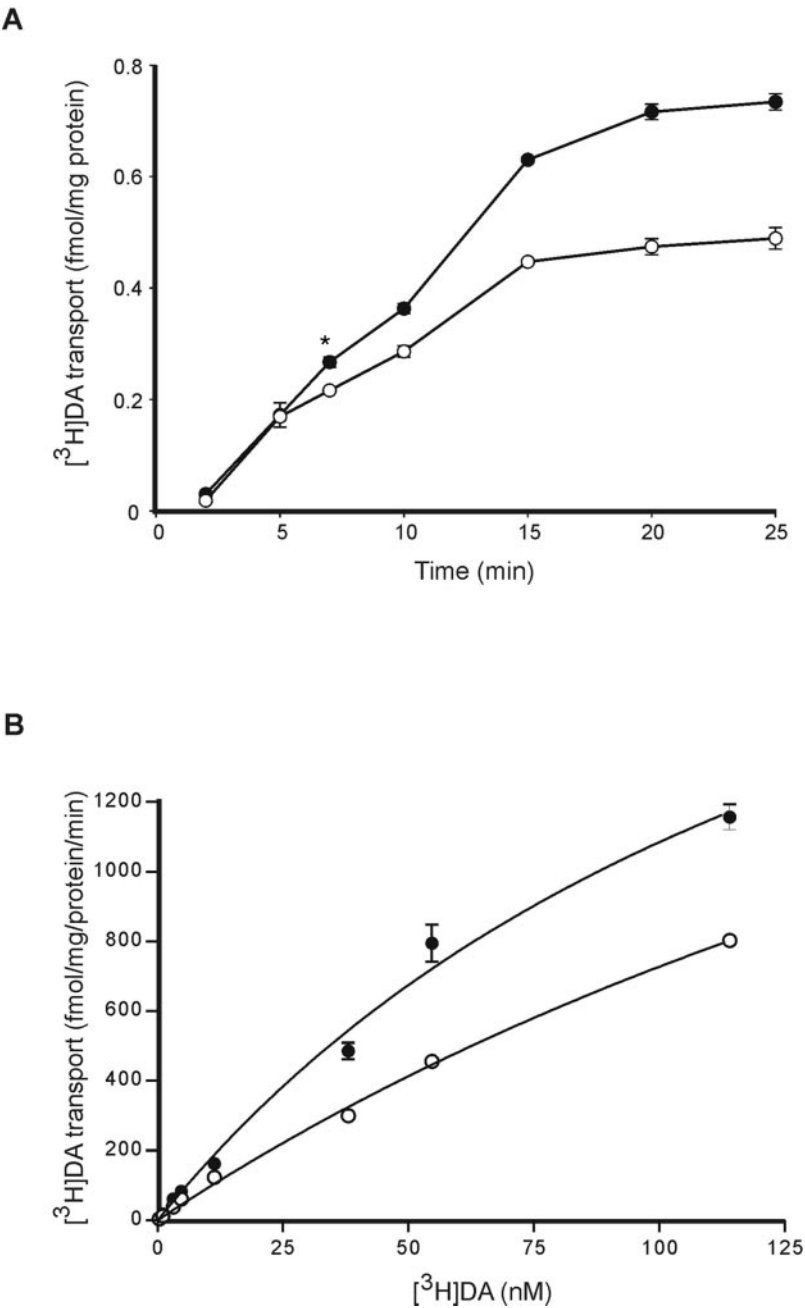 A
[³H]DA transport (fmol/mg protein)
0.8
0.6
0.4
0.2
0
*
0 5 10 15 20 25
Time (min)
B
[³H]DA transport (fmol/mg/protein/min)
1200
1000
800
600
400
200
0
0 25 50 75 100 125
[³H]DA (nM)